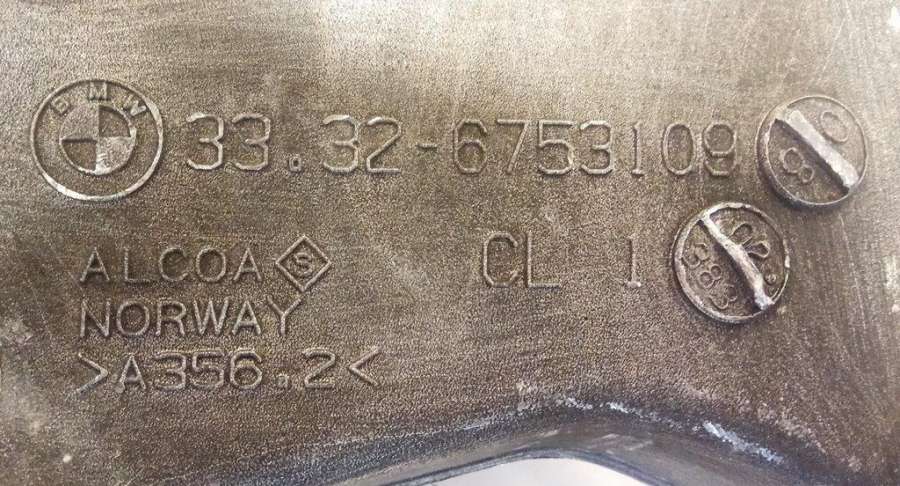 BMW 33.32-6753109
ALCOA S CL 1
NORWAY
>A356.2<